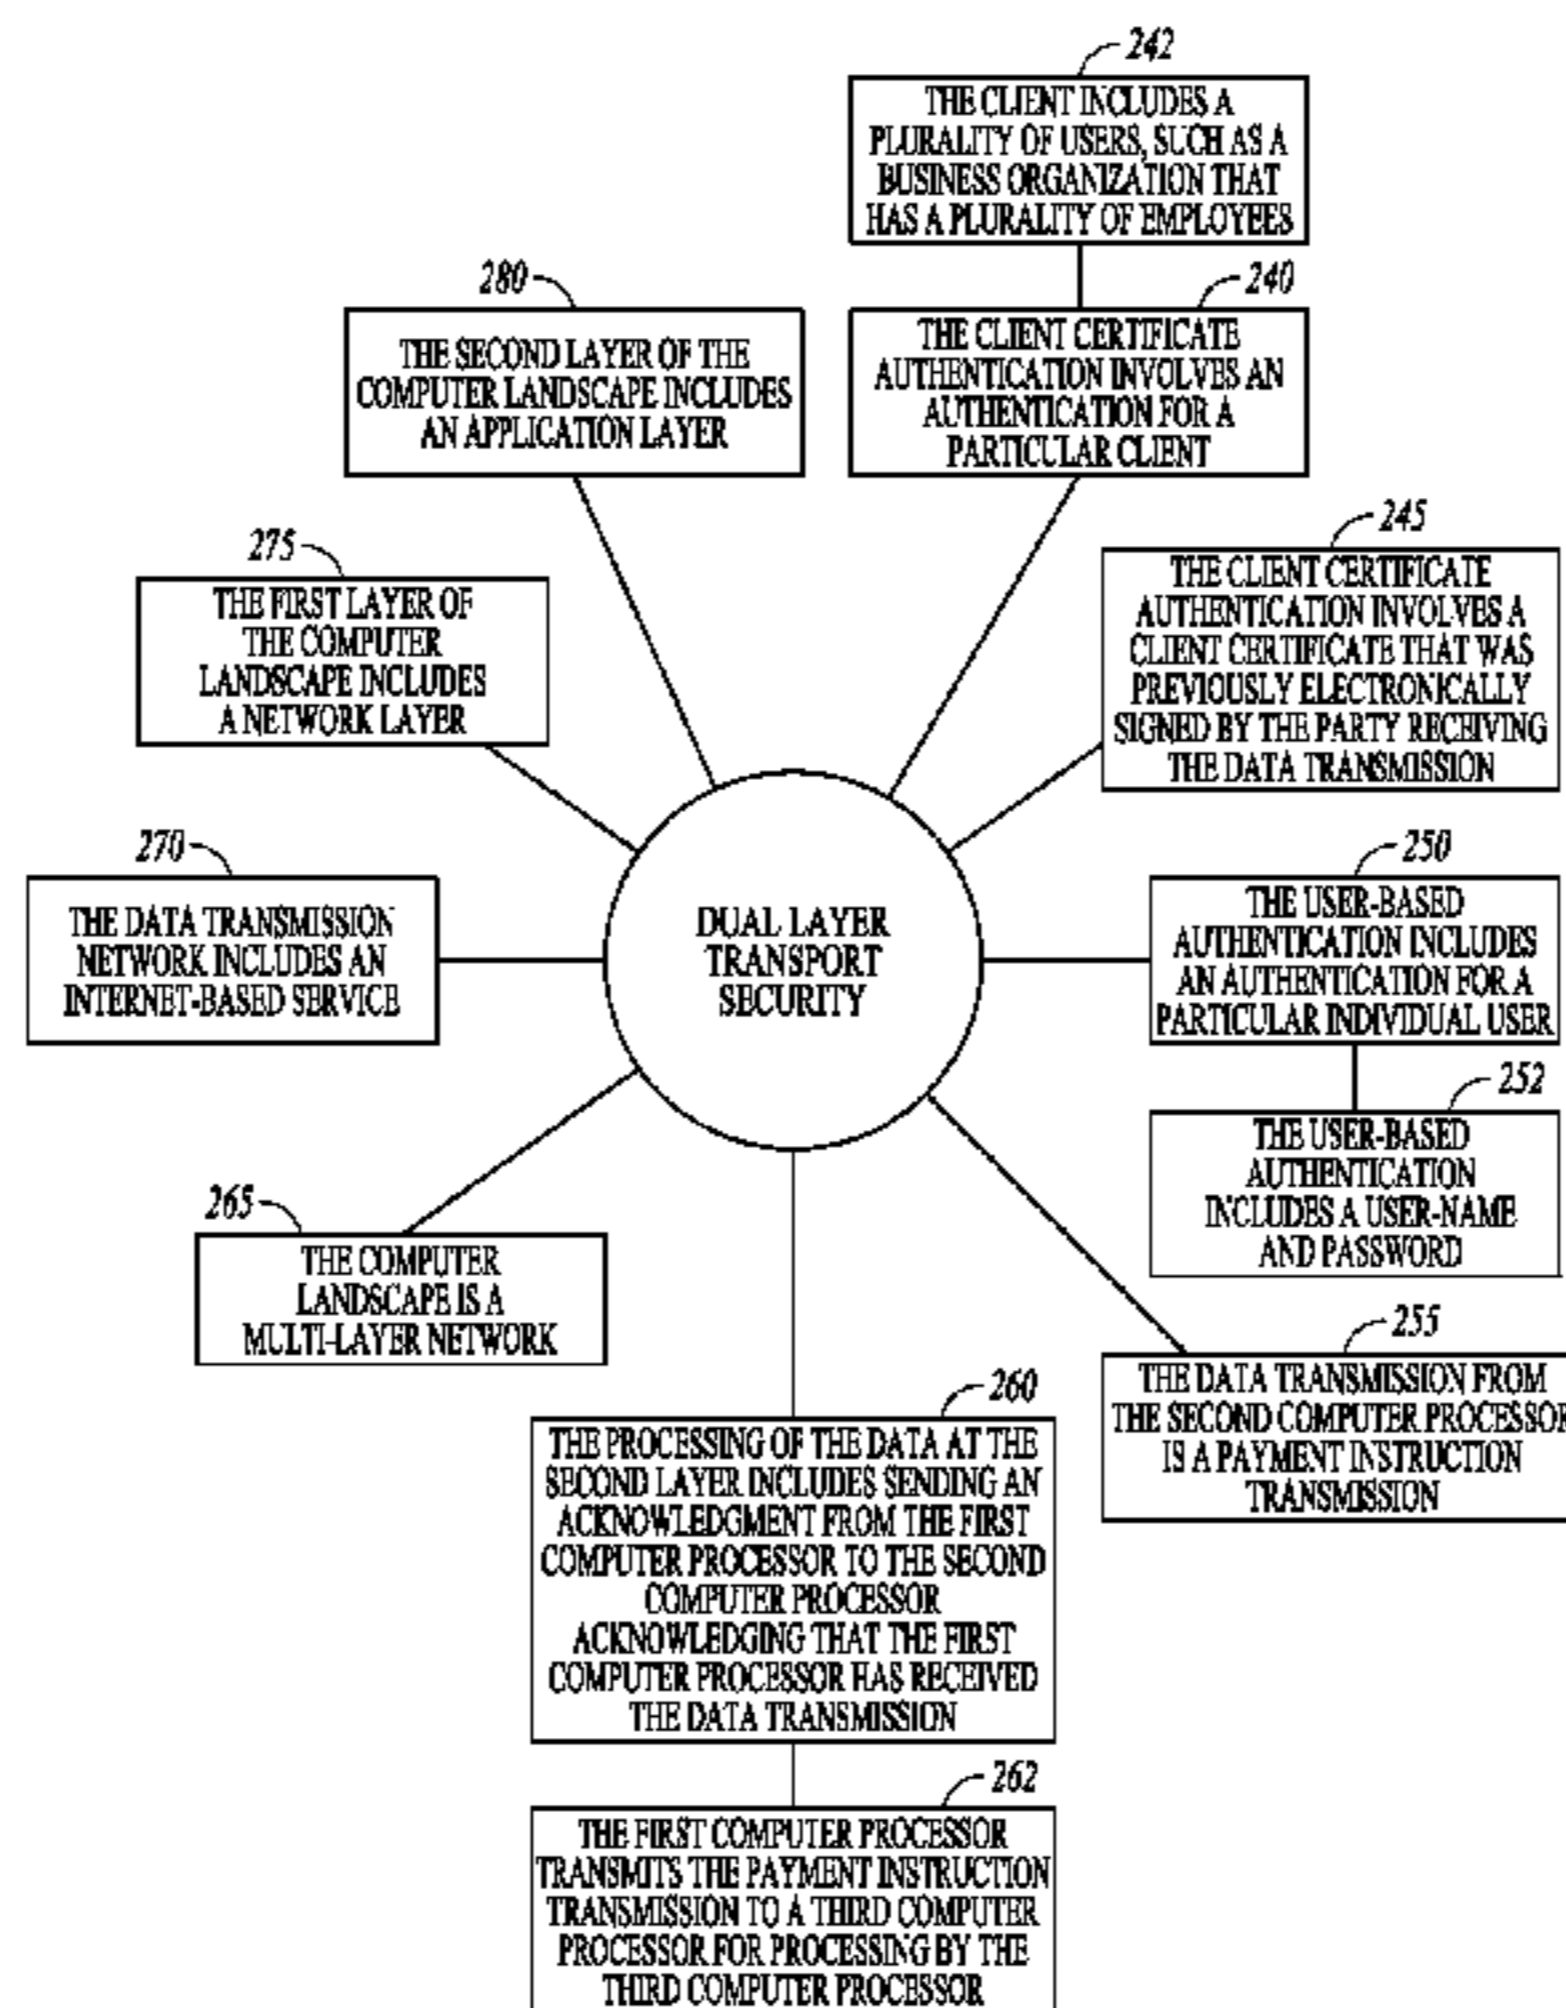 242
THE CLIENT INCLUDES A
PLURALITY OF USERS, SUCH AS A
BUSINESS ORGANIZATION THAT
HAS A PLURALITY OF EMPLOYEES
280
THE SECOND LAYER OF THE
COMPUTER LANDSCAPE INCLUDES
AN APPLICATION LAYER
240
THE CLIENT CERTIFICATE
AUTHENTICATION INVOLVES AN
AUTHENTICATION FOR A
PARTICULAR CLIENT
275
THE FIRST LAYER OF
THE COMPUTER
LANDSCAPE INCLUDES
A NETWORK LAYER
245
THE CLIENT CERTIFICATE
AUTHENTICATION INVOLVES A
CLIENT CERTIFICATE THAT WAS
PREVIOUSLY ELECTRONICALLY
SIGNED BY THE PARTY RECEIVING
THE DATA TRANSMISSION
270
THE DATA TRANSMISSION
NETWORK INCLUDES AN
INTERNET-BASED SERVICE
DUAL LAYER
TRANSPORT
SECURITY
250
THE USER-BASED
AUTHENTICATION INCLUDES
AN AUTHENTICATION FOR A
PARTICULAR INDIVIDUAL USER
252
THE USER-BASED
AUTHENTICATION
INCLUDES A USER-NAME
AND PASSWORD
265
THE COMPUTER
LANDSCAPE IS A
MULTI-LAYER NETWORK
255
THE DATA TRANSMISSION FROM
THE SECOND COMPUTER PROCESSOR
IS A PAYMENT INSTRUCTION
TRANSMISSION
260
THE PROCESSING OF THE DATA AT THE
SECOND LAYER INCLUDES SENDING AN
ACKNOWLEDGMENT FROM THE FIRST
COMPUTER PROCESSOR TO THE SECOND
COMPUTER PROCESSOR
ACKNOWLEDGING THAT THE FIRST
COMPUTER PROCESSOR HAS RECEIVED
THE DATA TRANSMISSION
262
THE FIRST COMPUTER PROCESSOR
TRANSMITS THE PAYMENT INSTRUCTION
TRANSMISSION TO A THIRD COMPUTER
PROCESSOR FOR PROCESSING BY THE
THIRD COMPUTER PROCESSOR